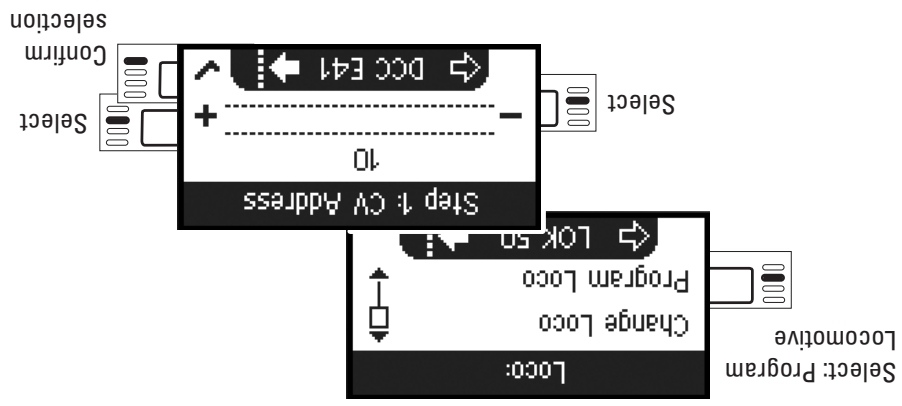 Select: Program
Locomotive
Loco:
Change Loco
Program Loco
LOK 50
Step 1: CV Address
10
− +
DCC E41
Select
Select
Confirm
selection